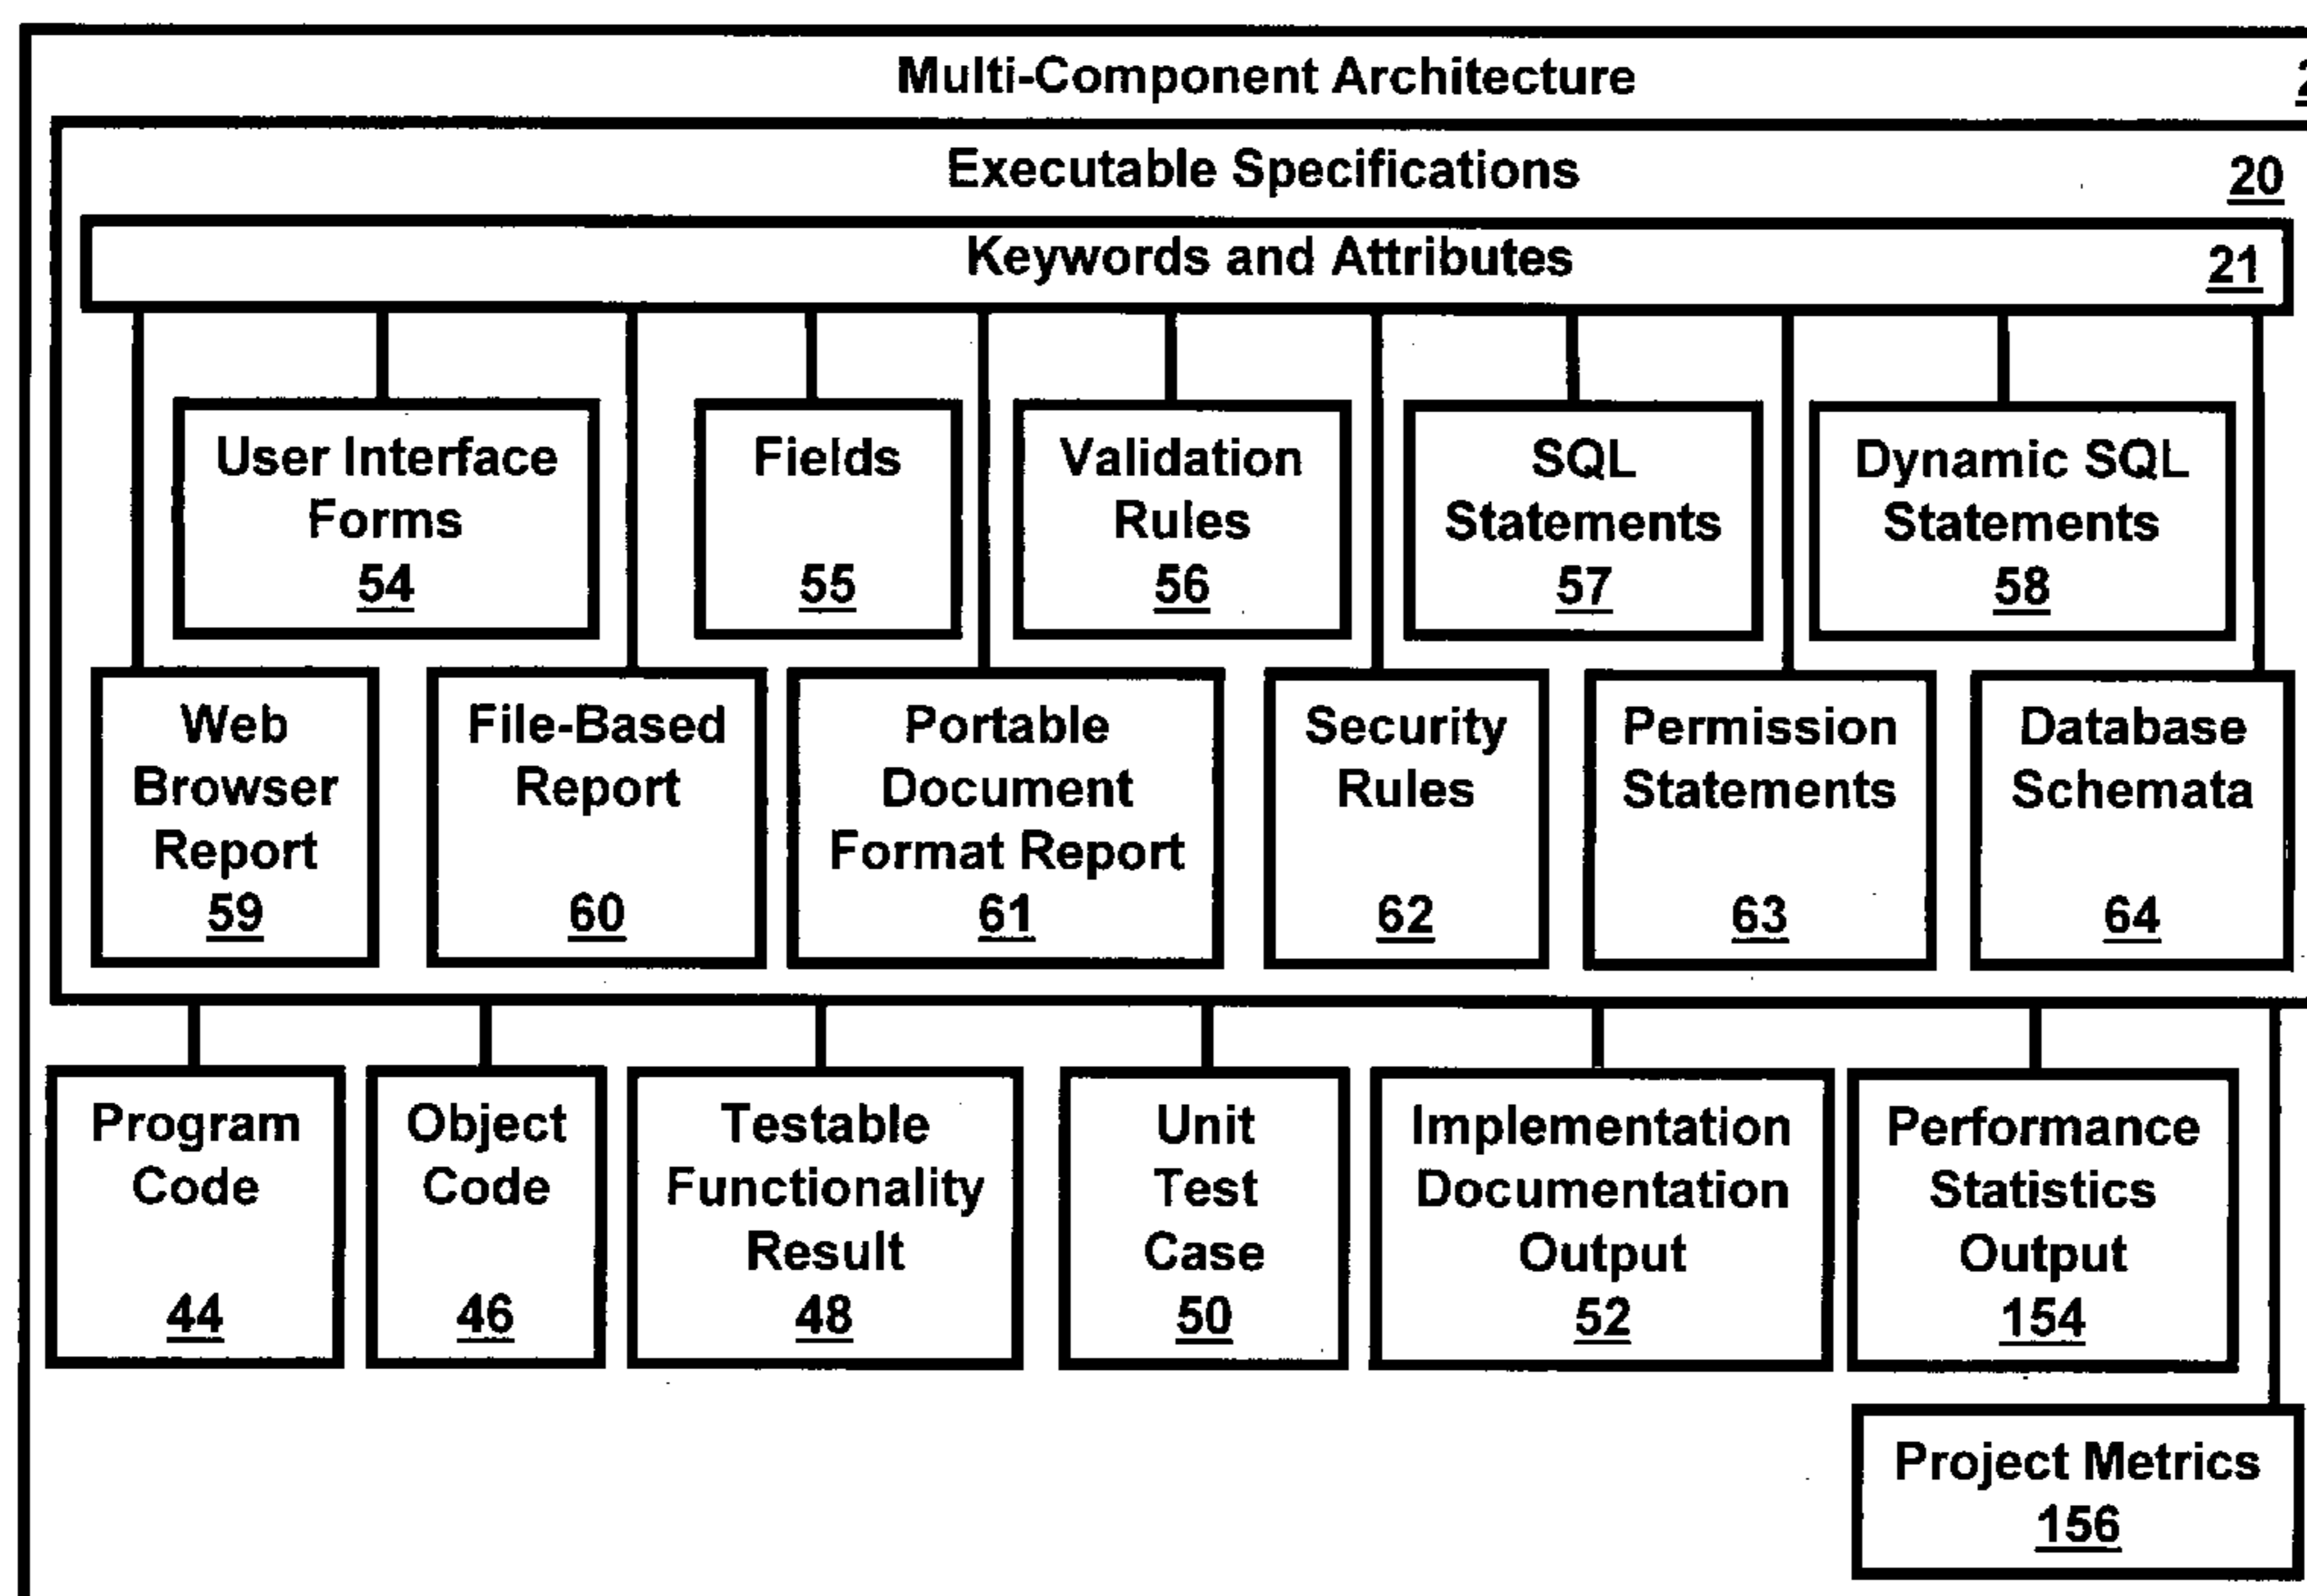 Multi-Component Architecture
Executable Specifications 20
Keywords and Attributes 21
User Interface
Forms
54
Fields
55
Validation
Rules
56
SQL
Statements
57
Dynamic SQL
Statements
58
Web
Browser
Report
59
File-Based
Report
60
Portable
Document
Format Report
61
Security
Rules
62
Permission
Statements
63
Database
Schemata
64
Program
Code
44
Object
Code
46
Testable
Functionality
Result
48
Unit
Test
Case
50
Implementation
Documentation
Output
52
Performance
Statistics
Output
154
Project Metrics
156